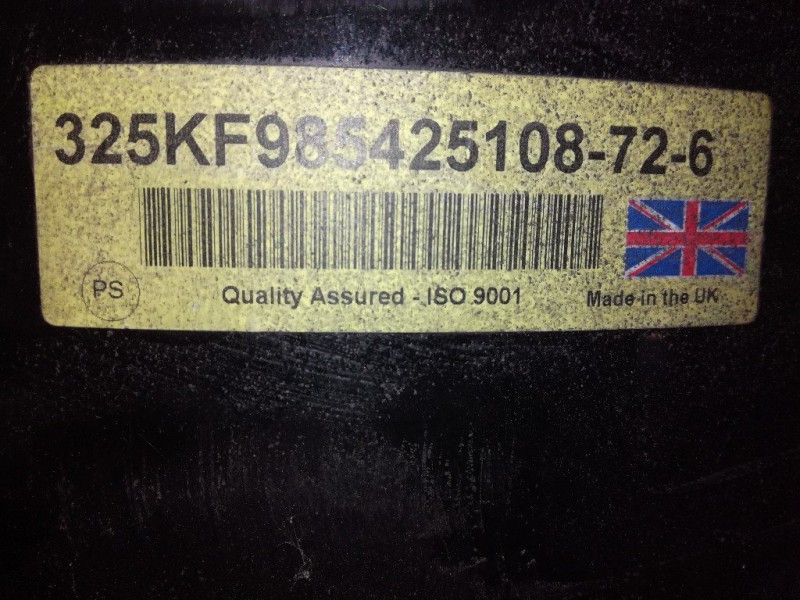 325KF985425108-72-6
PS
Quality Assured - ISO 9001
Made in the UK